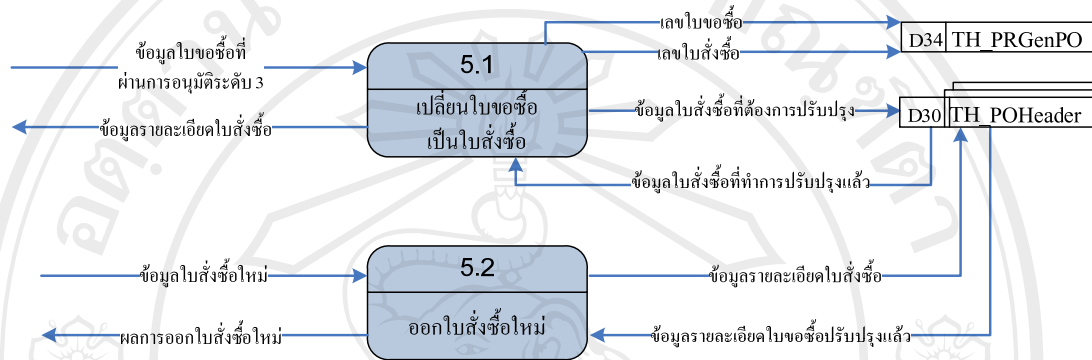 เลขใบขอซื้อ
D34 TH_PRGenPO
ข้อมูลใบขอซื้อที่
ผ่านการอนุมัติระดับ 3
5.1
เลขใบสั่งซื้อ
เปลี่ยนใบขอซื้อ
เป็นใบสั่งซื้อ
ข้อมูลใบสั่งซื้อที่ต้องการปรับปรุง
D30 TH_POHeader
ข้อมูลรายละเอียดใบสั่งซื้อ
ข้อมูลใบสั่งซื้อที่ทำการปรับปรุงแล้ว
ข้อมูลใบสั่งซื้อใหม่
5.2
ข้อมูลรายละเอียดใบสั่งซื้อ
ผลการออกใบสั่งซื้อใหม่
ออกใบสั่งซื้อใหม่
ข้อมูลรายละเอียดใบขอซื้อปรับปรุงแล้ว